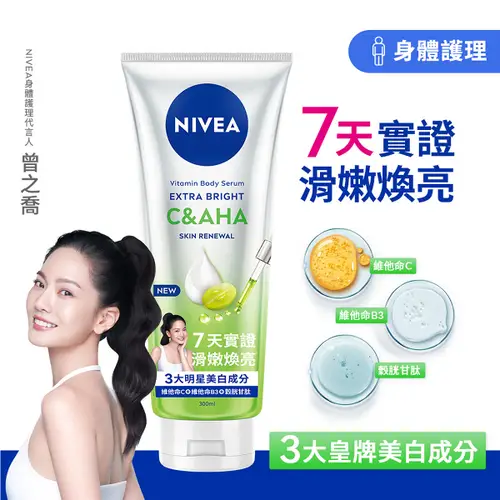 身體護理
NIVEA身體護理代言人
曾之喬
7天實證
滑嫩煥亮
NIVEA
Vitamin Body Serum
EXTRA BRIGHT
C&AHA
SKIN RENEWAL
NEW
7天實證
滑嫩煥亮
3大明星美白成分
維他命C✪維他命B3✪穀胱甘肽
300ml
維他命C
維他命B3
穀胱甘肽
3大皇牌美白成分